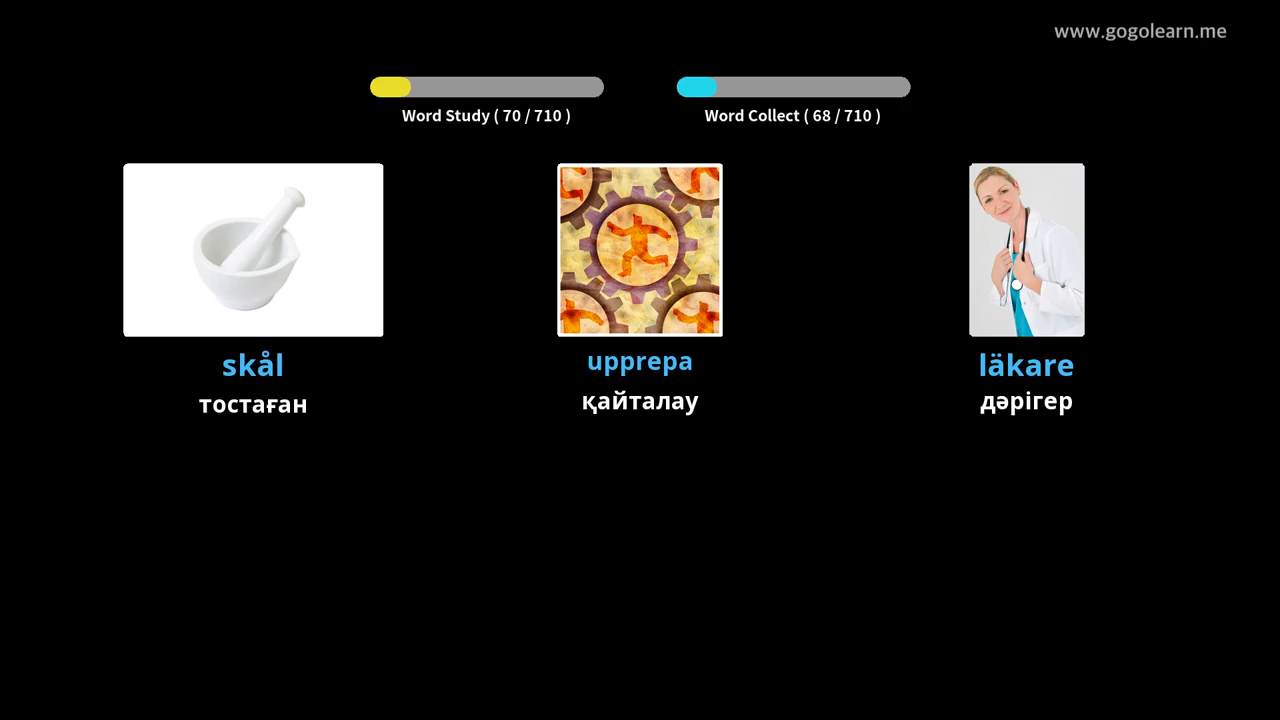 www.gogolearn.me
Word Study ( 70 / 710 )
Word Collect ( 68 / 710 )
skål
тостаған
upprepa
қайталау
läkare
дәрігер